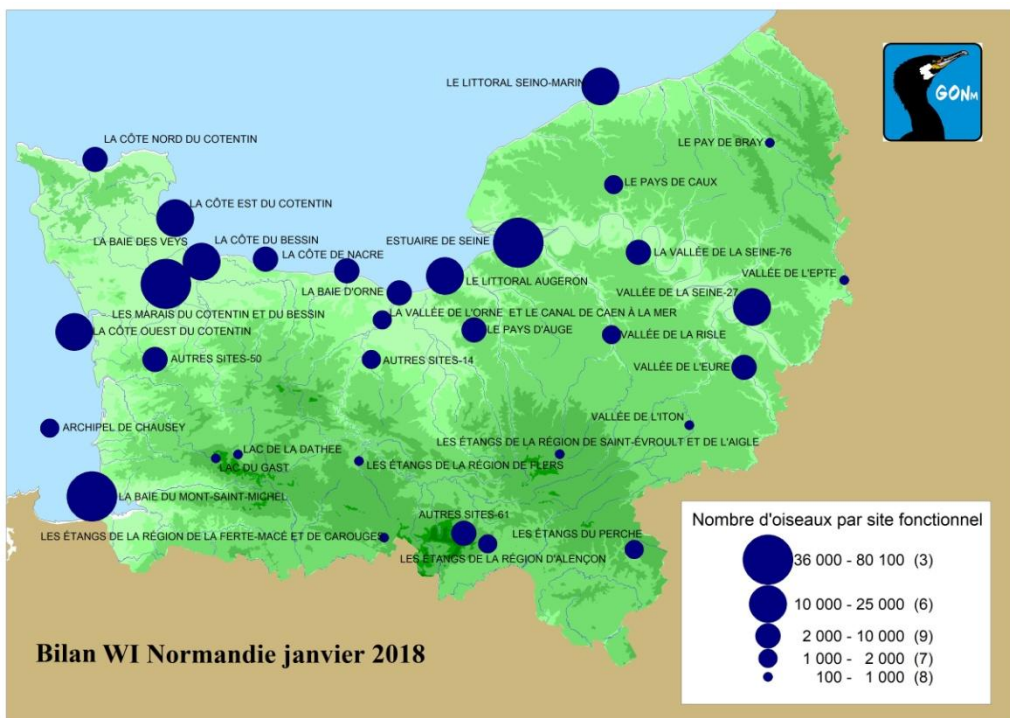 LE LITTORAL SEINO-MARIN
GONm
LA CÔTE NORD DU COTENTIN
LE PAY DE BRAY
LE PAYS DE CAUX
LA CÔTE EST DU COTENTIN
LA CÔTE DU BESSIN
LA BAIE DES VEYS
ESTUAIRE DE SEINE
LA CÔTE DE NACRE
LA VALLÉE DE LA SEINE-76
VALLÉE DE L'EPTE
LE LITTORAL AUGERON
LA BAIE D'ORNE
VALLÉE DE LA SEINE-27
LES MARAIS DU COTENTIN ET DU BESSIN
LA VALLÉE DE L'ORNE ET LE CANAL DE CAEN À LA MER
LA CÔTE OUEST DU COTENTIN
LE PAYS D'AUGE
VALLÉE DE LA RISLE
AUTRES SITES-50
AUTRES SITES-14
VALLÉE DE L'EURE
VALLÉE DE L'ITON
ARCHIPEL DE CHAUSEY
LES ÉTANGS DE LA RÉGION DE SAINT-ÉVROULT ET DE L'AIGLE
LAC DE LA DATHEE
LAC DU GAST
LES ÉTANGS DE LA RÉGION DE FLERS
LA BAIE DU MONT-SAINT-MICHEL
AUTRES SITES-61
LES ÉTANGS DU PERCHE
LES ÉTANGS DE LA RÉGION DE LA FERTE-MACÉ ET DE CAROUGES
LES ÉTANGS DE LA RÉGION D'ALENÇON
Nombre d'oiseaux par site fonctionnel
36 000 - 80 100 (3)
10 000 - 25 000 (6)
2 000 - 10 000 (9)
1 000 - 2 000 (7)
100 - 1 000 (8)
Bilan WI Normandie janvier 2018